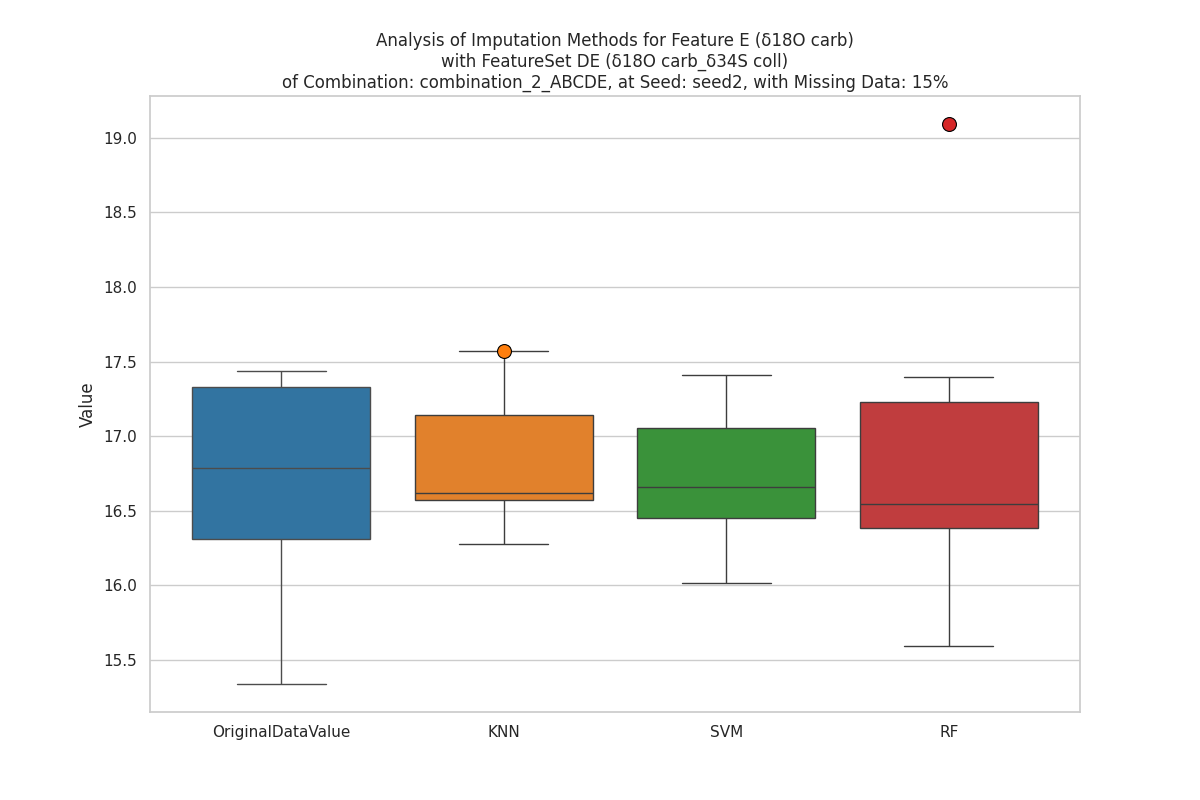 Analysis of Imputation Methods for Feature E (δ18O carb)
with FeatureSet DE (δ18O carb_δ34S coll)
of Combination: combination_2_ABCDE, at Seed: seed2, with Missing Data: 15%
19.0
18.5
18.0
17.5
17.0
16.5
16.0
15.5
Value
OriginalDataValue
KNN
SVM
RF